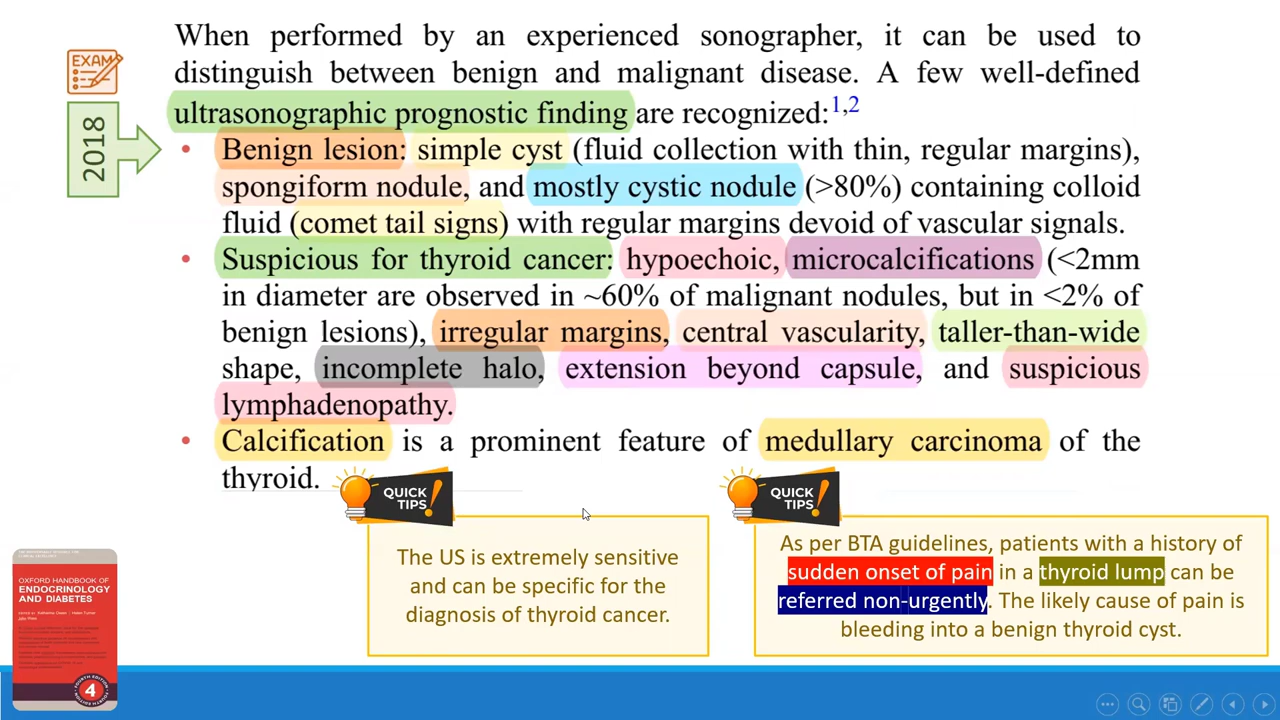 When performed by an experienced sonographer, it can be used to
EXAM
distinguish between benign and malignant disease. A few well-defined
ultrasonographic prognostic finding are recognized:1,2
2018
• Benign lesion: simple cyst (fluid collection with thin, regular margins),
spongiform nodule, and mostly cystic nodule (>80%) containing colloid
fluid (comet tail signs) with regular margins devoid of vascular signals.
• Suspicious for thyroid cancer: hypoechoic, microcalcifications (<2mm
in diameter are observed in ~60% of malignant nodules, but in <2% of
benign lesions), irregular margins, central vascularity, taller-than-wide
shape, incomplete halo, extension beyond capsule, and suspicious
lymphadenopathy.
• Calcification is a prominent feature of medullary carcinoma of the
thyroid.
QUICK
TIPS
The US is extremely sensitive
and can be specific for the
diagnosis of thyroid cancer.
QUICK
TIPS
As per BTA guidelines, patients with a history of
sudden onset of pain in a thyroid lump can be
referred non-urgently. The likely cause of pain is
bleeding into a benign thyroid cyst.
OXFORD HANDBOOK OF
ENDOCRINOLOGY
AND DIABETES
FOURTH EDITION
4